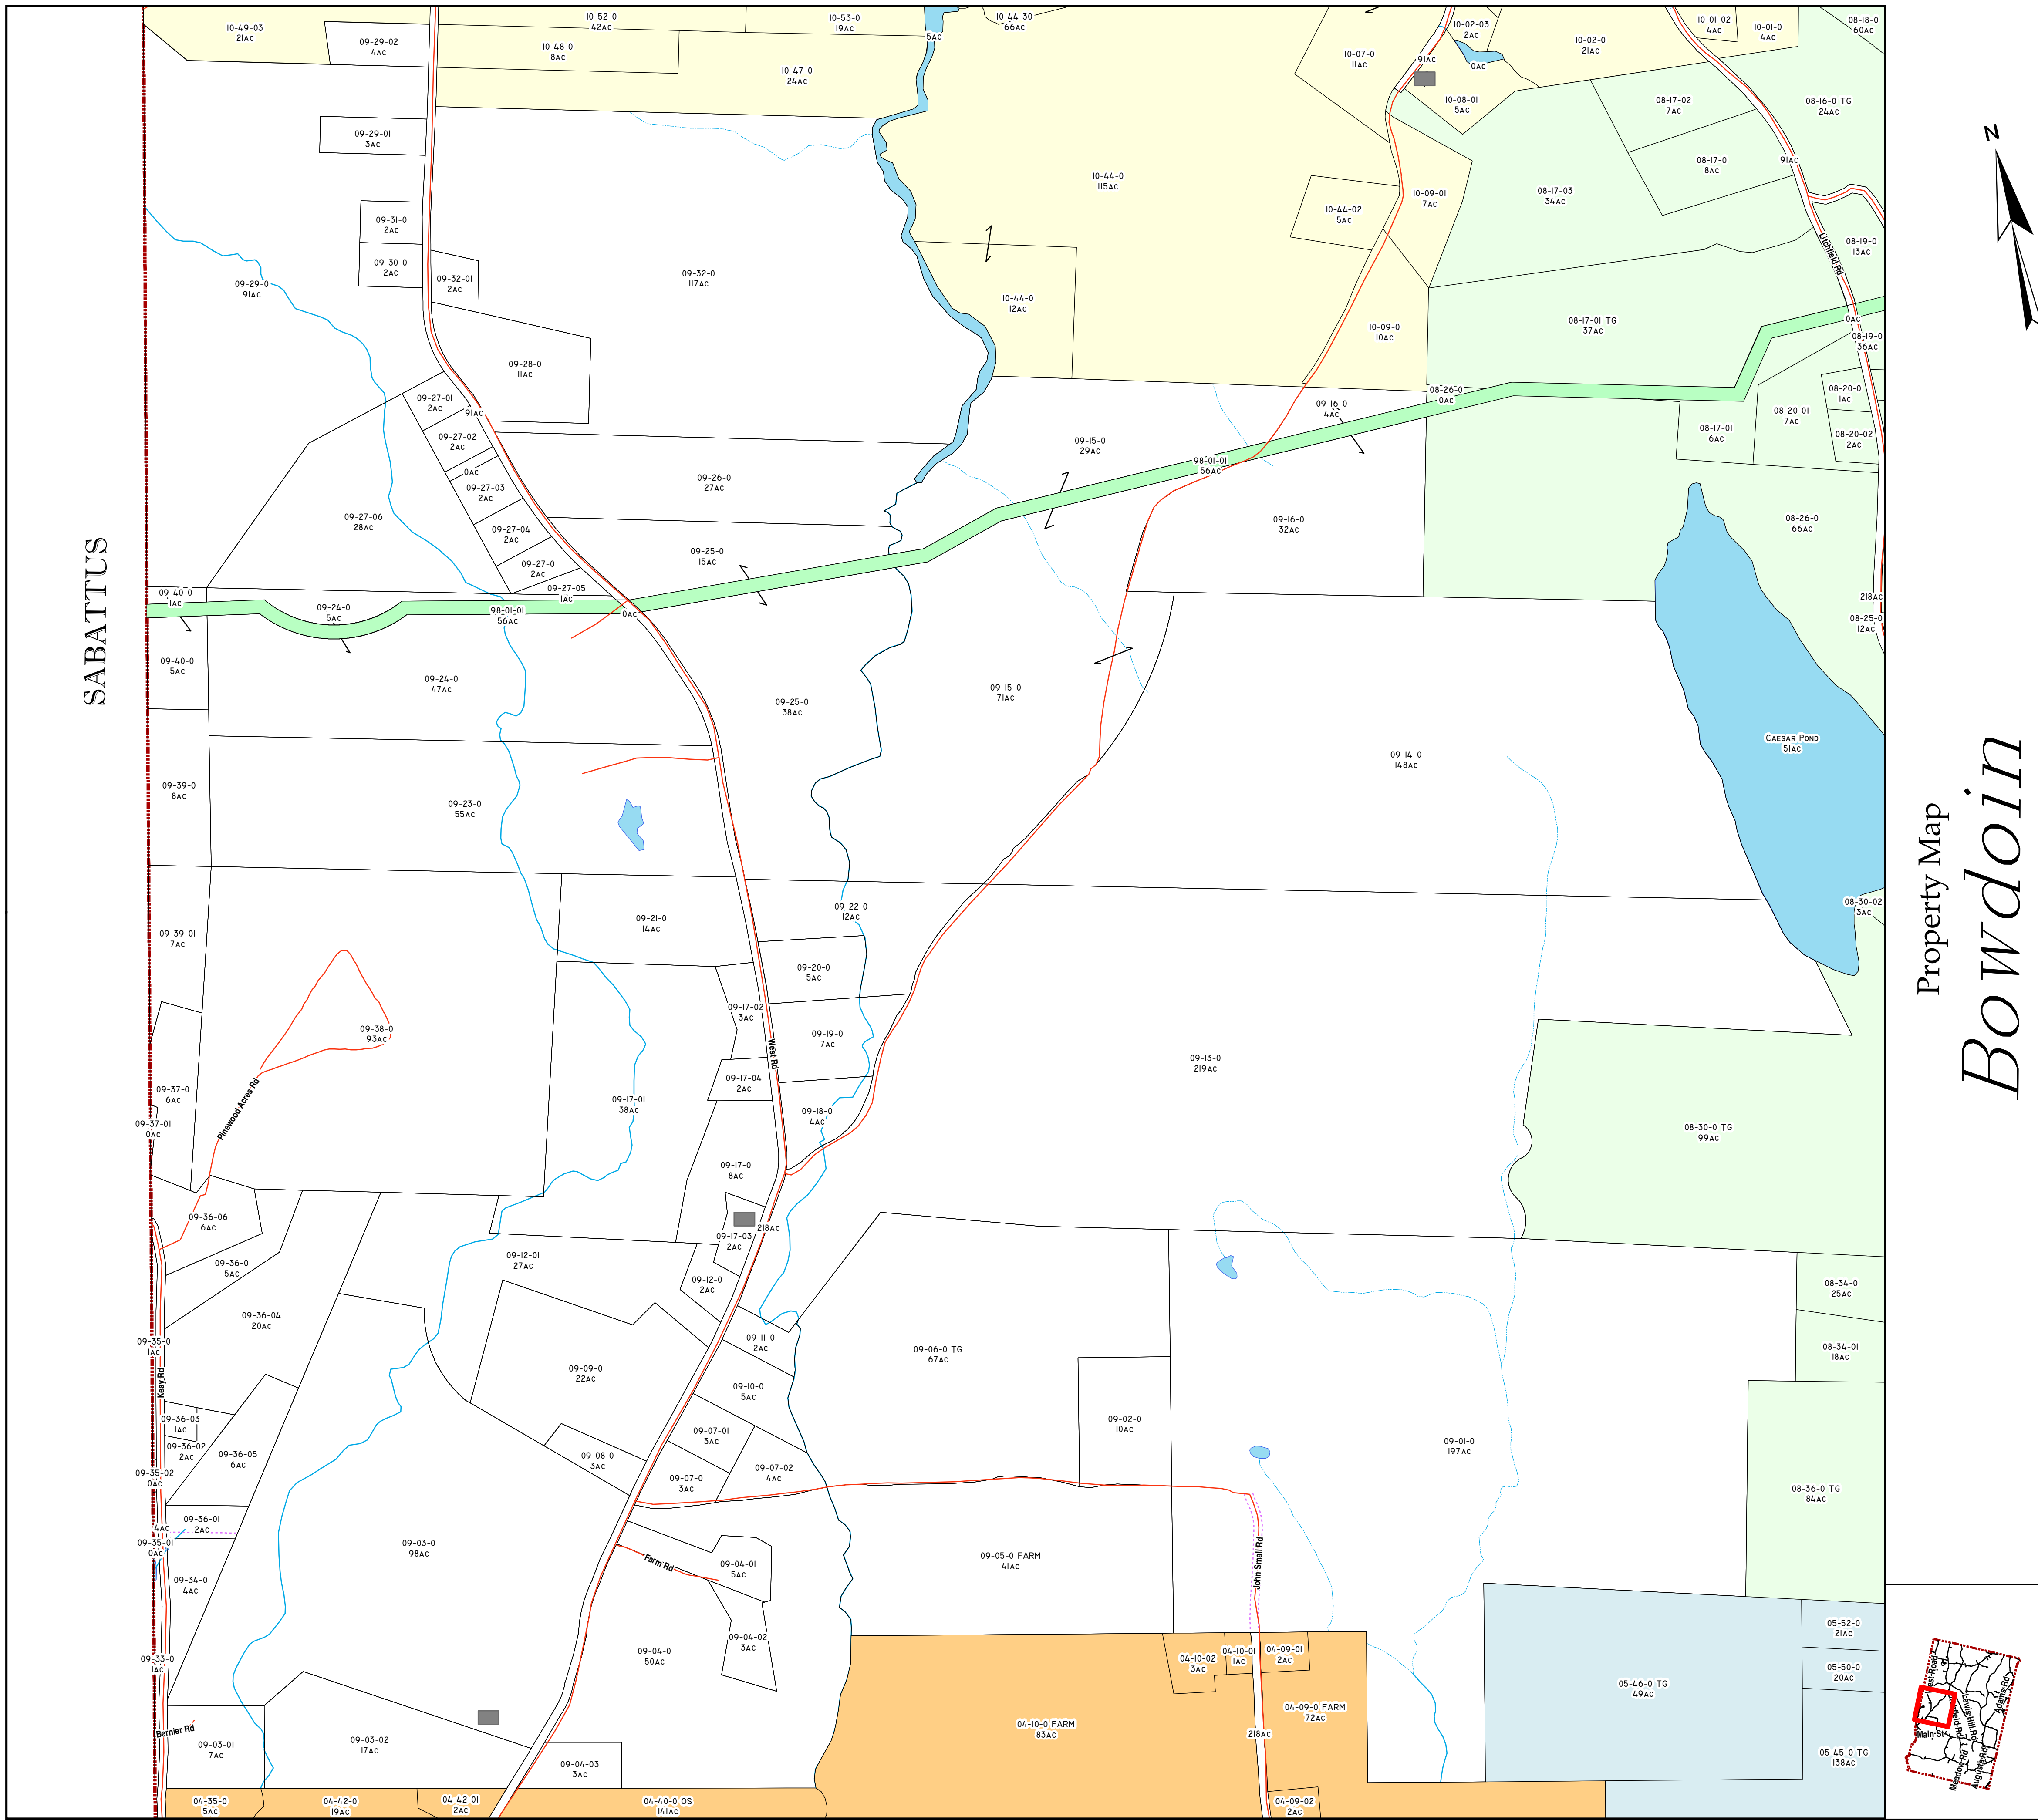 10-49-03
21AC
09-29-02
4AC
10-52-0
42AC
10-53-0
19AC
10-48-0
8AC
10-47-0
24AC
5AC
10-44-30
66AC
10-07-0
11AC
91AC
10-02-03
2AC
0AC
10-08-01
5AC
10-02-0
21AC
10-01-02
4AC
10-01-0
4AC
08-18-0
60AC
08-17-02
7AC
08-16-0 TG
24AC
09-29-01
3AC
91AC
08-17-0
8AC
10-44-0
115AC
10-44-02
5AC
10-09-01
7AC
08-17-03
34AC
N
09-31-0
2AC
09-30-0
2AC
09-32-01
2AC
09-32-0
117AC
09-29-0
91AC
Litchfield Rd
08-19-0
13AC
10-44-0
12AC
10-09-0
10AC
08-17-01 TG
37AC
0AC
08-19-0
36AC
09-28-0
11AC
09-27-01
2AC
91AC
09-16-0
4AC
08-26-0
0AC
08-20-0
1AC
08-20-01
7AC
08-17-01
6AC
08-20-02
2AC
09-27-02
2AC
0AC
09-27-03
2AC
09-26-0
27AC
09-15-0
29AC
98-01-01
56AC
09-27-06
28AC
09-27-04
2AC
09-25-0
15AC
09-16-0
32AC
08-26-0
66AC
09-27-0
2AC
SABATTUS
09-40-0
1AC
09-24-0
5AC
98-01-01
56AC
09-27-05
1AC
0AC
218AC
08-25-0
12AC
09-40-0
5AC
09-24-0
47AC
09-25-0
38AC
09-15-0
71AC
09-14-0
148AC
Caesar Pond
51AC
09-39-0
8AC
09-23-0
55AC
Property Map
Bowdoin
09-39-01
7AC
09-21-0
14AC
09-22-0
12AC
08-30-02
3AC
09-20-0
5AC
09-17-02
3AC
09-38-0
93AC
West Rd
09-19-0
7AC
09-13-0
219AC
09-37-0
6AC
Pinewood Acres Rd
09-17-04
2AC
09-17-01
38AC
09-18-0
4AC
09-37-01
0AC
08-30-0 TG
99AC
09-17-0
8AC
09-36-06
6AC
218AC
09-17-03
2AC
09-36-0
5AC
09-12-01
27AC
09-12-0
2AC
08-34-0
25AC
09-36-04
20AC
09-35-0
1AC
Keay Rd
09-11-0
2AC
09-06-0 TG
67AC
08-34-01
18AC
09-09-0
22AC
09-10-0
5AC
09-36-03
1AC
09-36-02
2AC
09-36-05
6AC
09-02-0
10AC
09-07-01
3AC
09-01-0
197AC
09-08-0
3AC
09-07-0
3AC
09-07-02
4AC
09-35-02
0AC
08-36-0 TG
84AC
09-36-01
2AC
4AC
09-35-01
0AC
09-03-0
98AC
Farm Rd
09-04-01
5AC
09-05-0 FARM
41AC
John Small Rd
09-34-0
4AC
09-04-02
3AC
09-04-0
50AC
09-33-0
1AC
04-10-02
3AC
04-10-01
1AC
04-09-01
2AC
05-52-0
21AC
05-50-0
20AC
05-46-0 TG
49AC
Bernier Rd
09-03-01
7AC
09-03-02
17AC
09-04-03
3AC
04-10-0 FARM
83AC
04-09-0 FARM
72AC
218AC
05-45-0 TG
138AC
04-35-0
5AC
04-42-0
19AC
04-42-01
2AC
04-40-0 OS
141AC
04-09-02
2AC
Lewis Hill Rd
Adams Rd
Main St
Meadow Rd
Augusta Rd